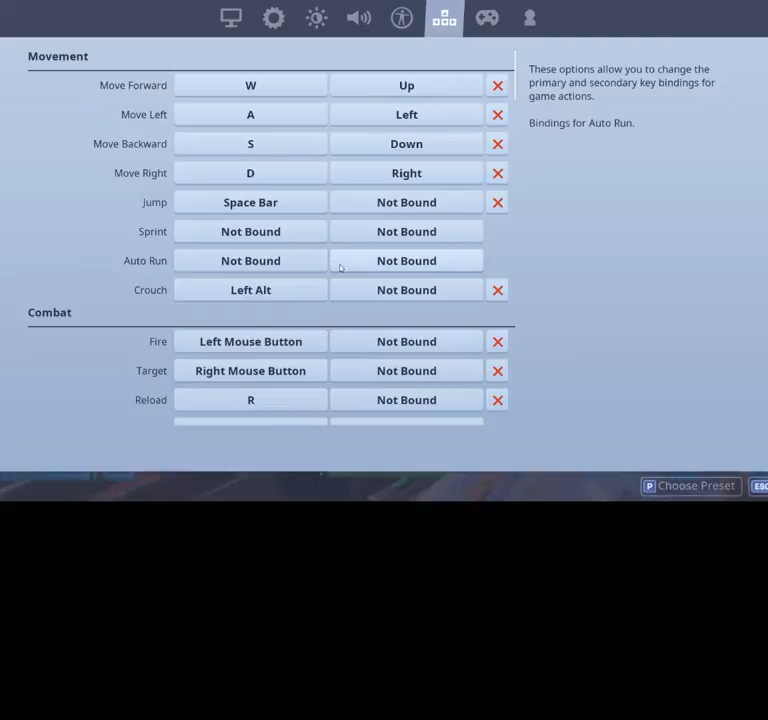 Movement
Move Forward W Up
Move Left A Left
Move Backward S Down
Move Right D Right
Jump Space Bar Not Bound
Sprint Not Bound Not Bound
Auto Run Not Bound Not Bound
Crouch Left Alt Not Bound
Combat
Fire Left Mouse Button Not Bound
Target Right Mouse Button Not Bound
Reload R Not Bound
These options allow you to change the
primary and secondary key bindings for
game actions.
Bindings for Auto Run.
P Choose Preset ESC